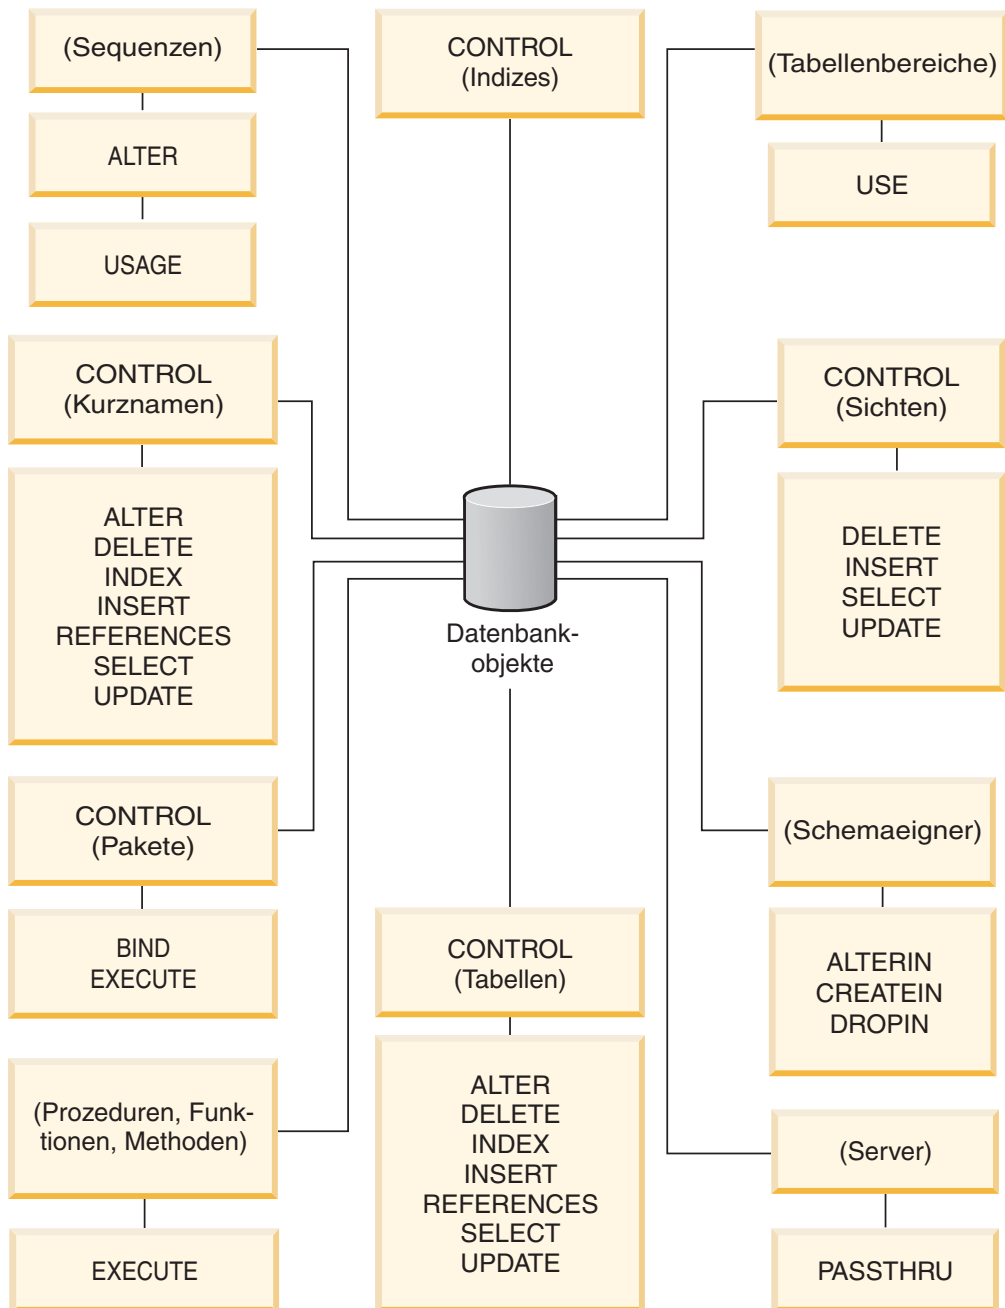 (Sequenzen)
ALTER
USAGE
CONTROL
(Indizes)
(Tabellenbereiche)
USE
CONTROL
(Kurznamen)
ALTER
DELETE
INDEX
INSERT
REFERENCES
SELECT
UPDATE
CONTROL
(Sichten)
DELETE
INSERT
SELECT
UPDATE
Datenbank-
objekte
CONTROL
(Pakete)
BIND
EXECUTE
(Schemaeigner)
ALTERIN
CREATEIN
DROPIN
(Prozeduren, Funk-
tionen, Methoden)
EXECUTE
CONTROL
(Tabellen)
ALTER
DELETE
INDEX
INSERT
REFERENCES
SELECT
UPDATE
(Server)
PASSTHRU